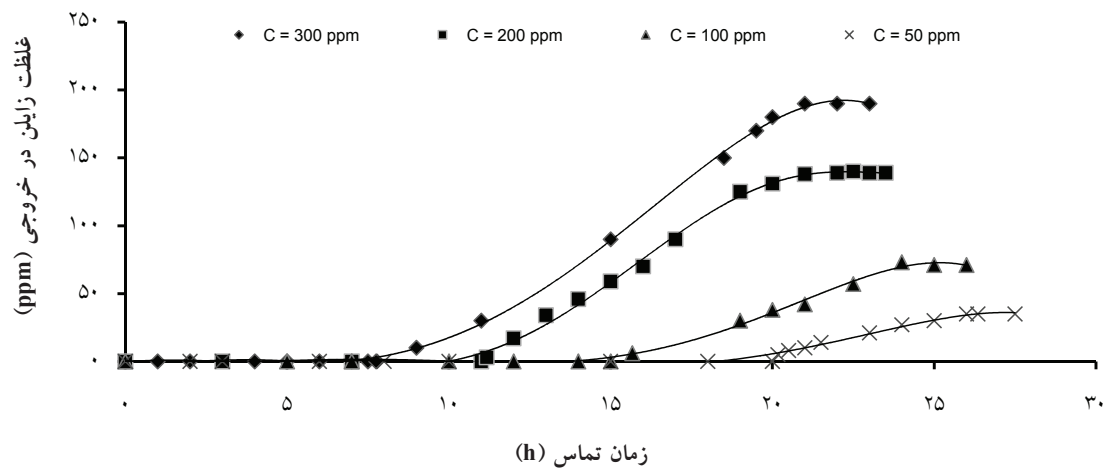 غلظت زایلن در خروجی (ppm)
۲۵۰
۲۰۰
۱۵۰
۱۰۰
۵۰
۰
C = 300 ppm
C = 200 ppm
C = 100 ppm
C = 50 ppm
۰ ۵ ۱۰ ۱۵ ۲۰ ۲۵ ۳۰
زمان تماس (h)